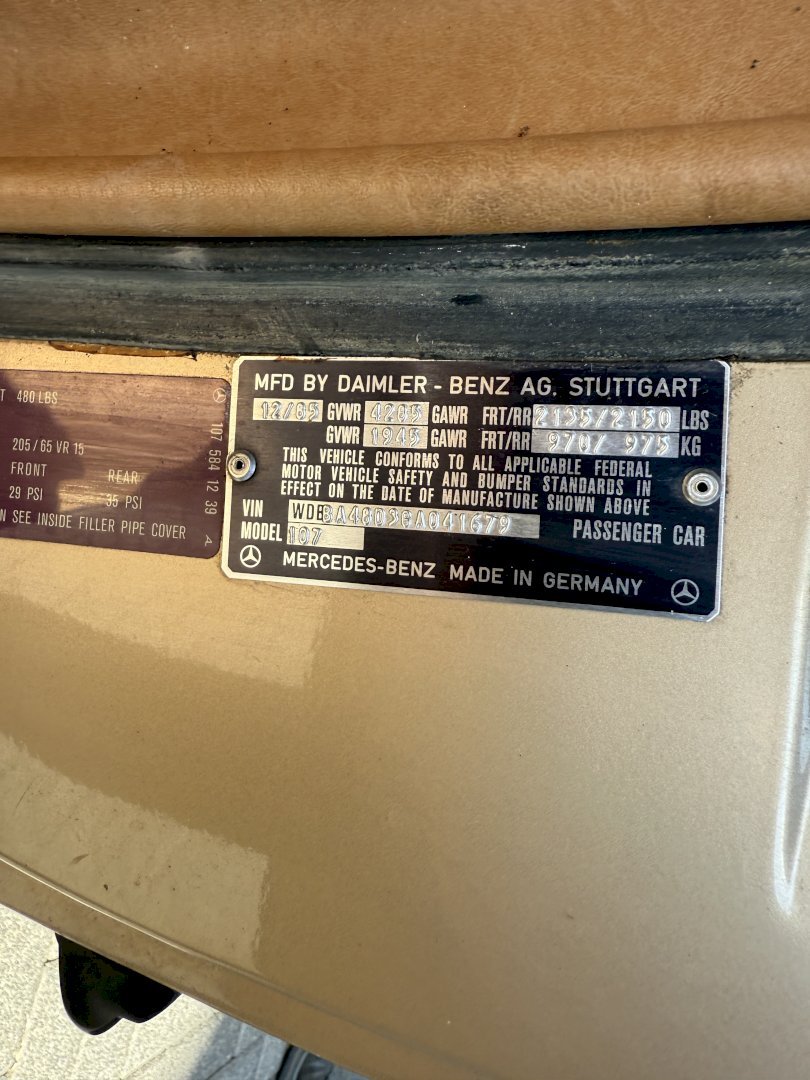 T 480 LBS
205/65 VR 15
FRONT REAR
29 PSI 35 PSI
N SEE INSIDE FILLER PIPE COVER
107 584 12 39 A
MFD BY DAIMLER - BENZ AG. STUTTGART
12/85 GVWR 4285 GAWR FRT/RR 2135/2150 LBS
GVWR 1945 GAWR FRT/RR 970/ 975 KG
THIS VEHICLE CONFORMS TO ALL APPLICABLE FEDERAL
MOTOR VEHICLE SAFETY AND BUMPER STANDARDS IN
EFFECT ON THE DATE OF MANUFACTURE SHOWN ABOVE
VIN WDBBA48D3GA041679 PASSENGER CAR
MODEL 107
MERCEDES-BENZ MADE IN GERMANY